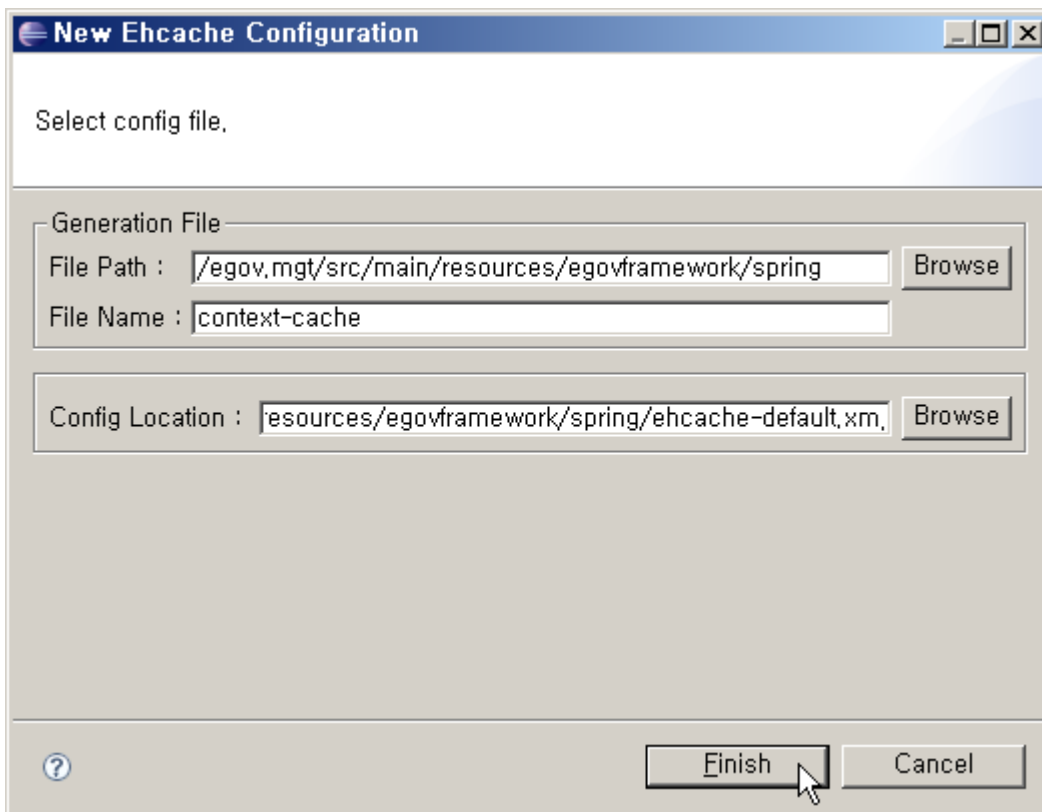 New Ehcache Configuration
Select config file,
Generation File
File Path : /egov,mgt/src/main/resources/egovframework/spring Browse
File Name : context-cache
Config Location : esources/egovframework/spring/ehcache-default,xm, Browse
Finish Cancel